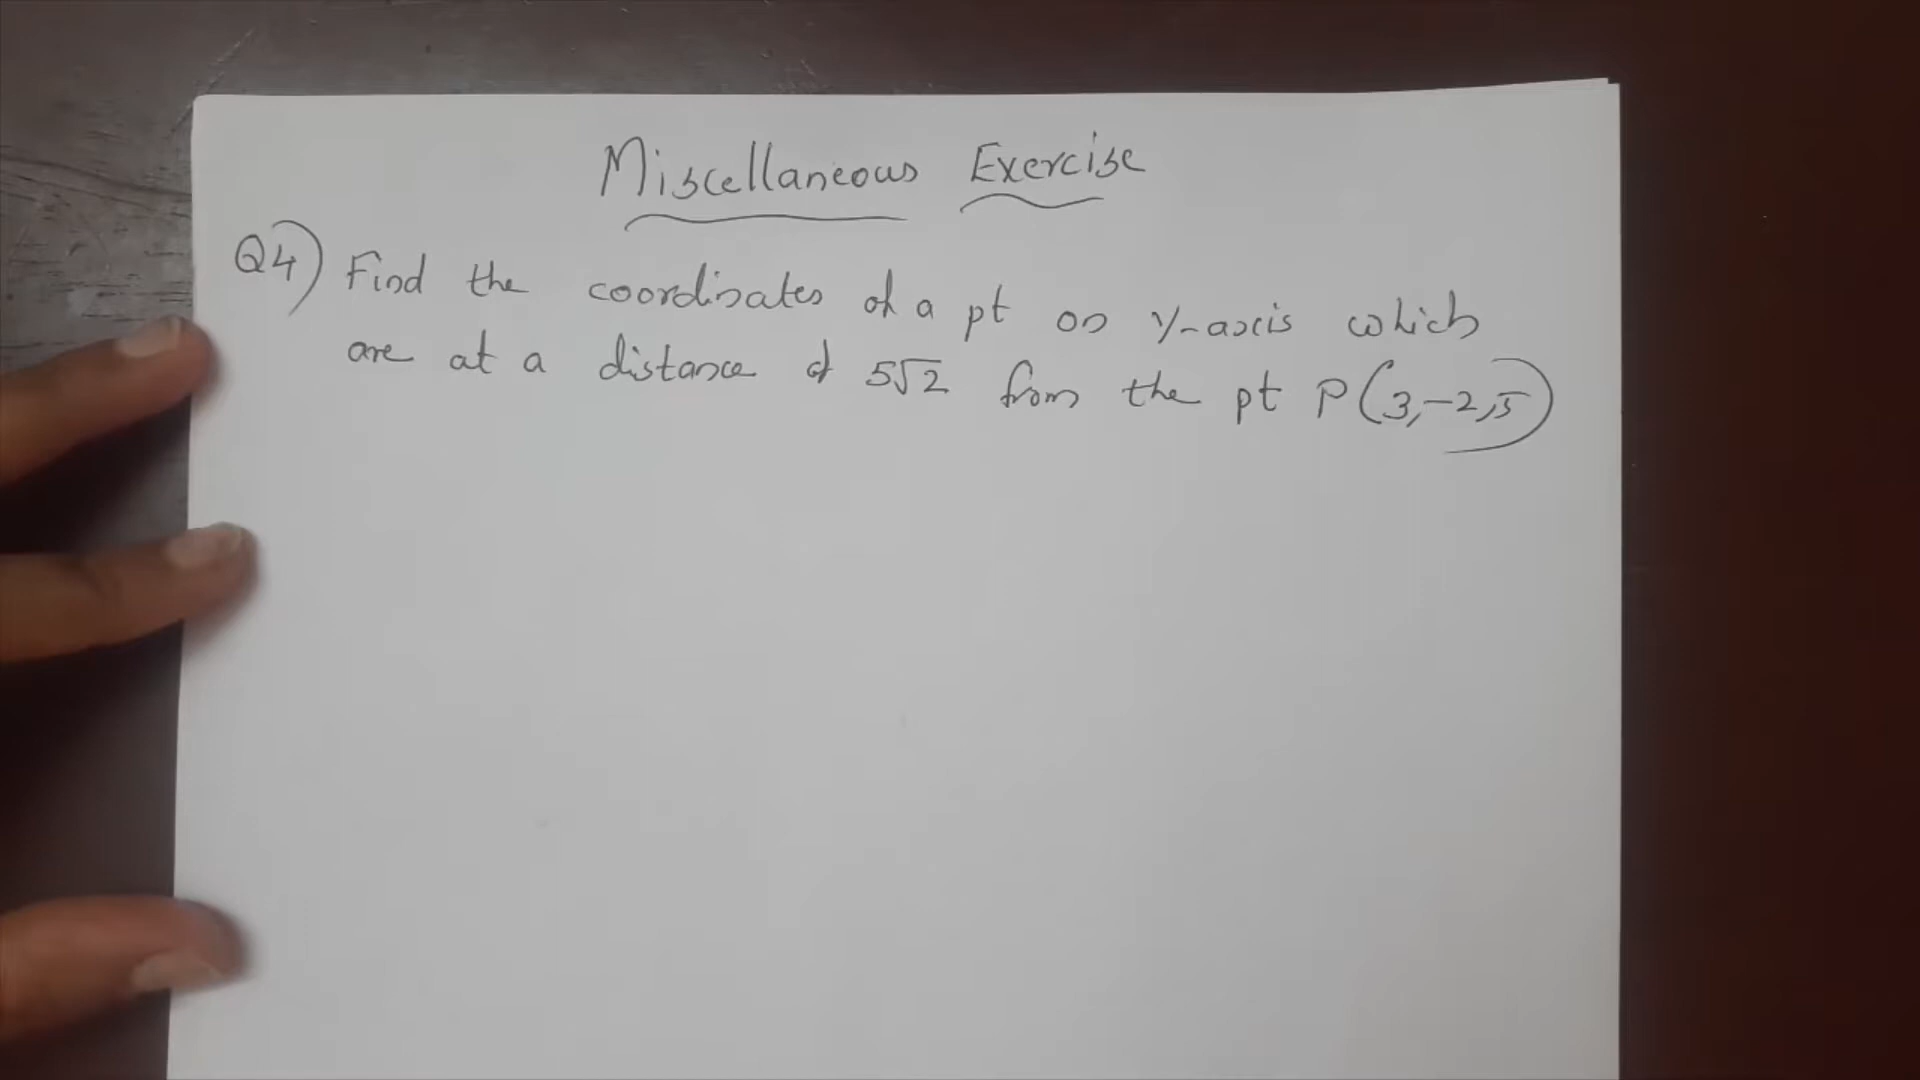 Miscellaneous Exercise
Q4) Find the coordinates of a pt on Y-axis which
are at a distance of 5√2 from the pt P(3,-2,5)